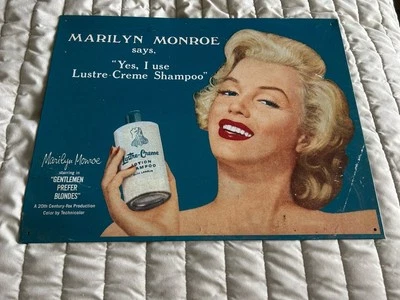 MARILYN MONROE
says,
"Yes, I use
Lustre-Creme Shampoo"
Lustre-Creme
LOTION
SHAMPOO
Marilyn Monroe
starring in
"GENTLEMEN
PREFER
BLONDES"
A 20th Century-Fox Production
Color by Technicolor